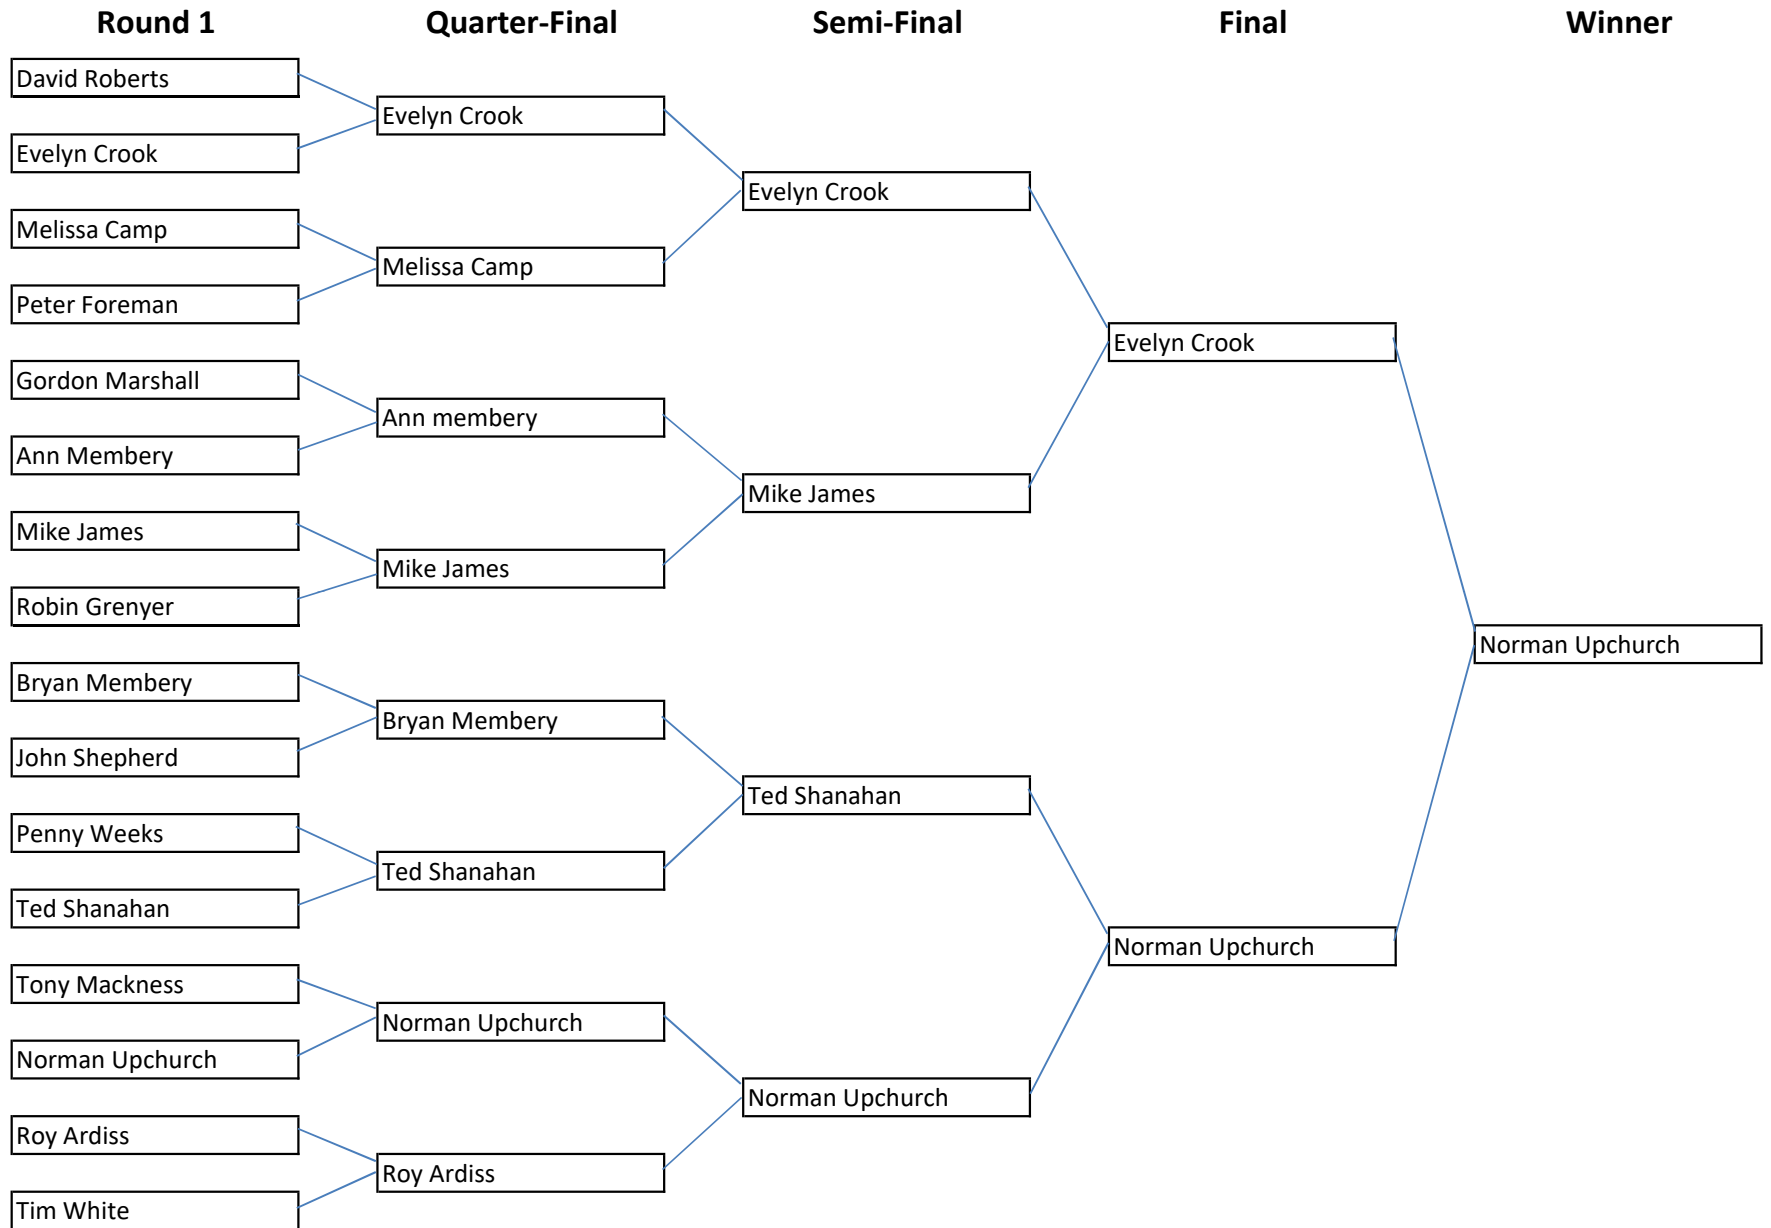 Round 1
Quarter-Final
Semi-Final
Final
Winner
David Roberts
Evelyn Crook
Melissa Camp
Peter Foreman
Gordon Marshall
Ann Membery
Mike James
Robin Grenyer
Bryan Membery
John Shepherd
Penny Weeks
Ted Shanahan
Tony Mackness
Norman Upchurch
Roy Ardiss
Tim White
Evelyn Crook
Melissa Camp
Ann membery
Mike James
Bryan Membery
Ted Shanahan
Norman Upchurch
Roy Ardiss
Evelyn Crook
Mike James
Ted Shanahan
Norman Upchurch
Evelyn Crook
Norman Upchurch
Norman Upchurch